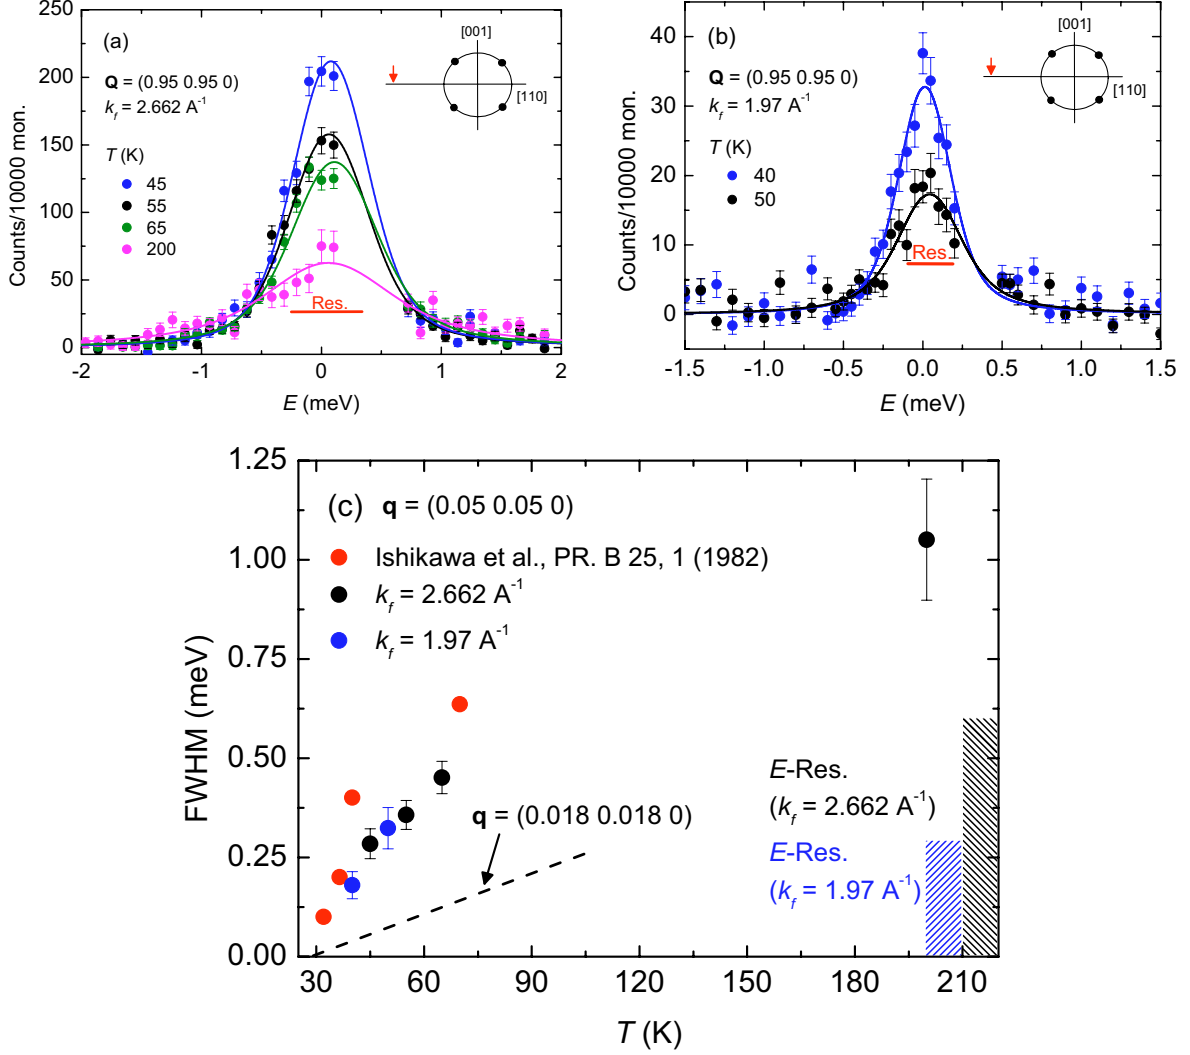 (a)
[001]
[110]
Q = (0.95 0.95 0)
k_f = 2.662 A⁻¹
T (K)
45
55
65
200
Res.
Counts/10000 mon.
250
200
150
100
50
0
-2
-1
0
1
2
E (meV)
(b)
[001]
[110]
Q = (0.95 0.95 0)
k_f = 1.97 A⁻¹
T (K)
40
50
Res.
Counts/10000 mon.
40
30
20
10
0
-1.5
-1.0
-0.5
0.0
0.5
1.0
1.5
E (meV)
(c) q = (0.05 0.05 0)
Ishikawa et al., PR. B 25, 1 (1982)
k_f = 2.662 A⁻¹
k_f = 1.97 A⁻¹
q = (0.018 0.018 0)
E-Res.
(k_f = 2.662 A⁻¹)
E-Res.
(k_f = 1.97 A⁻¹)
FWHM (meV)
1.25
1.00
0.75
0.50
0.25
0.00
30
60
90
120
150
180
210
T (K)